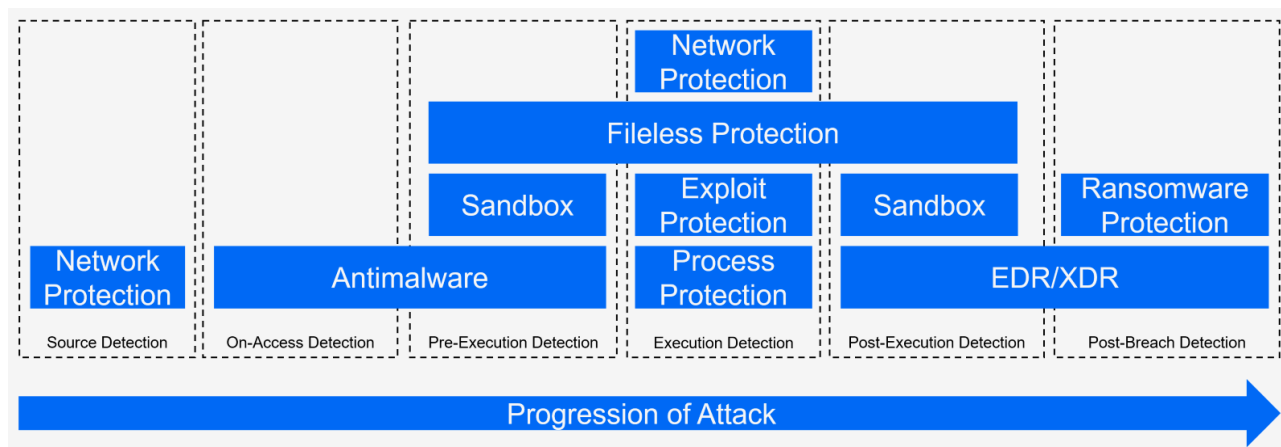 Network
Protection
Fileless Protection
Sandbox
Exploit
Protection
Sandbox
Ransomware
Protection
Network
Protection
Antimalware
Process
Protection
EDR/XDR
Source Detection
On-Access Detection
Pre-Execution Detection
Execution Detection
Post-Execution Detection
Post-Breach Detection
Progression of Attack